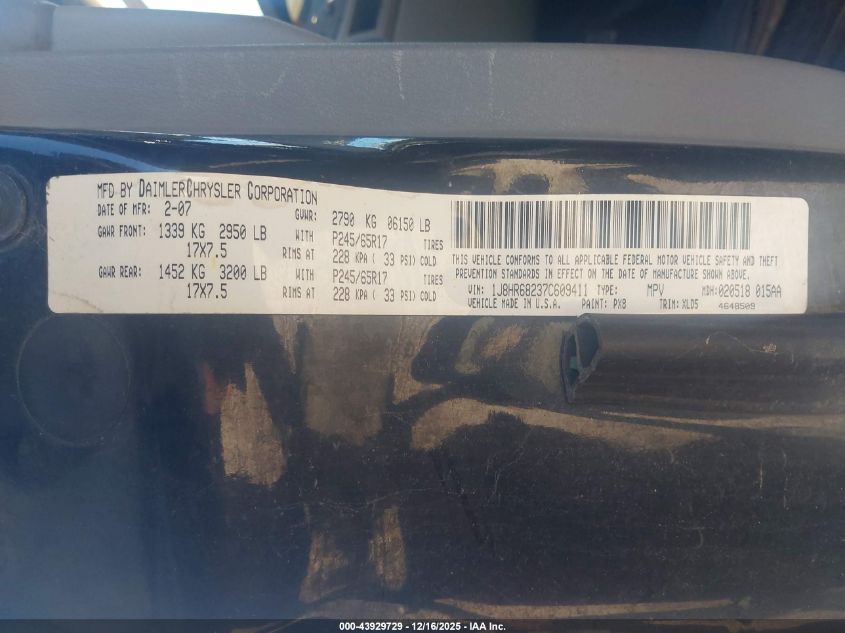 MFD BY DAIMLERCHRYSLER CORPORATION
DATE OF MFR: 2-07 GVWR: 2790 KG 06150 LB
GAWR FRONT: 1339 KG 2950 LB WITH P245/65R17 TIRES
17X7.5 RIMS AT 228 KPA ( 33 PSI) COLD
GAWR REAR: 1452 KG 3200 LB WITH P245/65R17 TIRES
17X7.5 RIMS AT 228 KPA ( 33 PSI) COLD
THIS VEHICLE CONFORMS TO ALL APPLICABLE FEDERAL MOTOR VEHICLE SAFETY AND THEFT
PREVENTION STANDARDS IN EFFECT ON THE DATE OF MANUFACTURE SHOWN ABOVE.
VIN: 1J8HR68237C609411 TYPE: MPV MDH: 020518 015AA
VEHICLE MADE IN U.S.A. PAINT: PX8 TRIM: XLD5 4648509
000-43929729 - 12/16/2025 - IAA Inc.